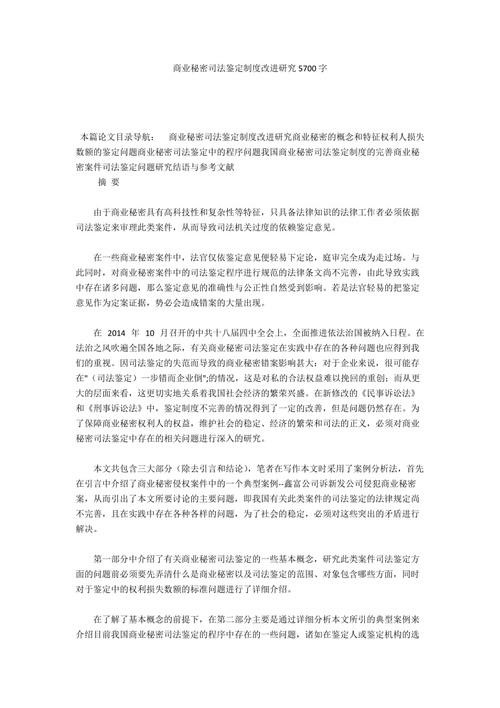 商业秘密司法鉴定制度改进研究 5700 字
本篇论文目录导航： 商业秘密司法鉴定制度改进研究商业秘密的概念和特征权利人损失
数额的鉴定问题商业秘密司法鉴定中的程序问题我国商业秘密司法鉴定制度的完善商业秘
密案件司法鉴定问题研究结语与参考文献
摘 要
由于商业秘密具有高科技性和复杂性等特征，只具备法律知识的法律工作者必须依据
司法鉴定来审理此类案件，从而导致司法机关过度的依赖鉴定意见。
在一些商业秘密案件中，法官仅依鉴定意见便轻易下定论，庭审完全成为走过场。与
此同时，对商业秘密案件中的司法鉴定程序进行规范的法律条文尚不完善，由此导致实践
中存在诸多问题，那么鉴定意见的准确性与公正性自然受到影响。若是法官轻易的把鉴定
意见作为定案证据，势必会造成错案的大量出现。
在 2014 年 10 月召开的中共十八届四中全会上，全面推进依法治国被纳入日程。在
法治之风吹遍全国各地之际，有关商业秘密司法鉴定在实践中存在的各种问题也应得到我
们的重视。因司法鉴定的失范而导致的商业秘密错案影响甚大：对于企业来说，很可能存
在"（司法鉴定）一步错而企业倒";的情况，这是对私的合法权益难以挽回的重创；而从更
大的层面来看，这更切实地关系着我国社会经济的繁荣兴盛。在新修改的《民事诉讼法》
和《刑事诉讼法》中，鉴定制度不完善的情况得到了一定的改善，但是问题仍然存在。为
了保障商业秘密权利人的权益，维护社会的稳定、经济的繁荣和司法的正义，必须对商业
秘密司法鉴定中存在的相关问题进行深入的研究。
本文共包含三大部分（除去引言和结论），笔者在写作本文时采用了案例分析法，首先
在引言中介绍了商业秘密侵权案件中的一个典型案例--鑫富公司诉新发公司侵犯商业秘密
案，从而引出了本文所要讨论的主要问题，即我国有关此类案件的司法鉴定的法律规定尚
不完善，且在实践中存在各种各样的问题，为了社会的稳定，必须对这些突出的矛盾进行
解决。
第一部分中介绍了有关商业秘密司法鉴定的一些基本概念，研究此类案件司法鉴定方
面的问题前必须要先弄清什么是商业秘密以及司法鉴定的范围、对象包含哪些方面，同时
对于鉴定中的权利损失数额的标准问题进行了详细介绍。
在了解了基本概念的前提下，在第二部分主要是通过详细分析本文所引的典型案例来
介绍目前我国商业秘密司法鉴定的程序中存在的一些问题，诸如在鉴定人或鉴定机构的选